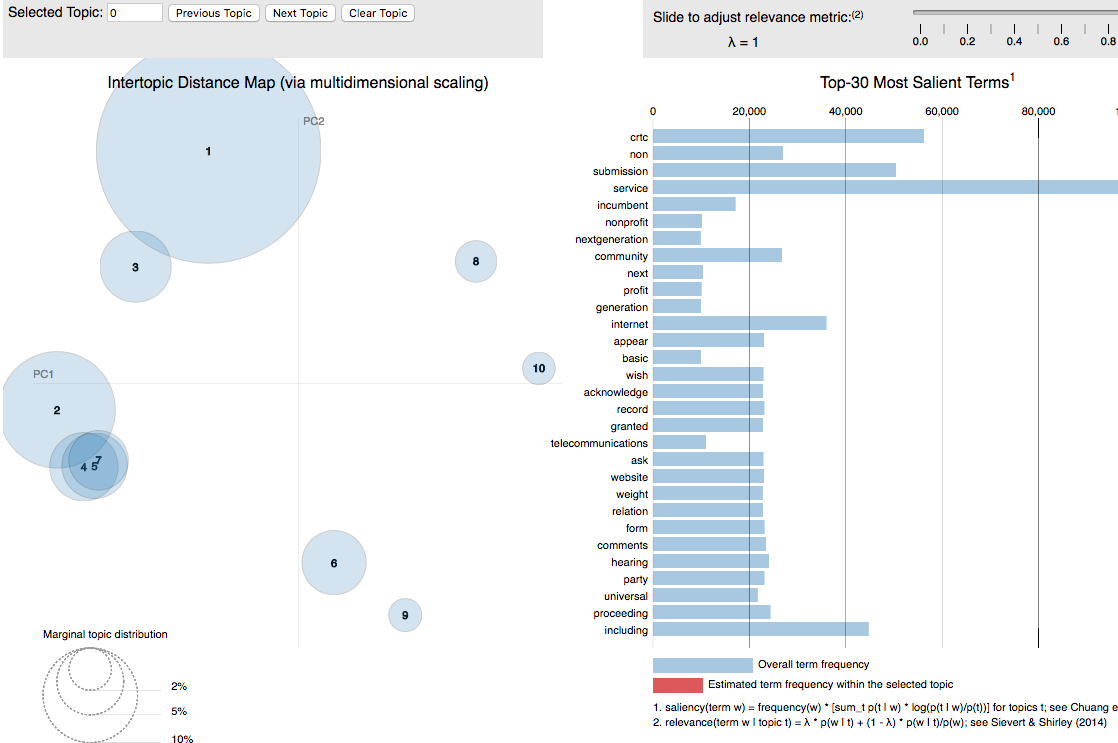 Selected Topic: 0 Previous Topic Next Topic Clear Topic
Slide to adjust relevance metric:(2)
λ = 1
0.0 0.2 0.4 0.6 0.8
Intertopic Distance Map (via multidimensional scaling)
PC2
PC1
1
3
8
10
2
4 5 7
6
9
Marginal topic distribution
2%
5%
10%
Top-30 Most Salient Terms1
0 20,000 40,000 60,000 80,000
crtc
non
submission
service
incumbent
nonprofit
nextgeneration
community
next
profit
generation
internet
appear
basic
wish
acknowledge
record
granted
telecommunications
ask
website
weight
relation
form
comments
hearing
party
universal
proceeding
including
Overall term frequency
Estimated term frequency within the selected topic
1. saliency(term w) = frequency(w) * [sum_t p(t | w) * log(p(t | w)/p(t))] for topics t; see Chuang e
2. relevance(term w | topic t) = λ * p(w | t) + (1 - λ) * p(w | t)/p(w); see Sievert & Shirley (2014)